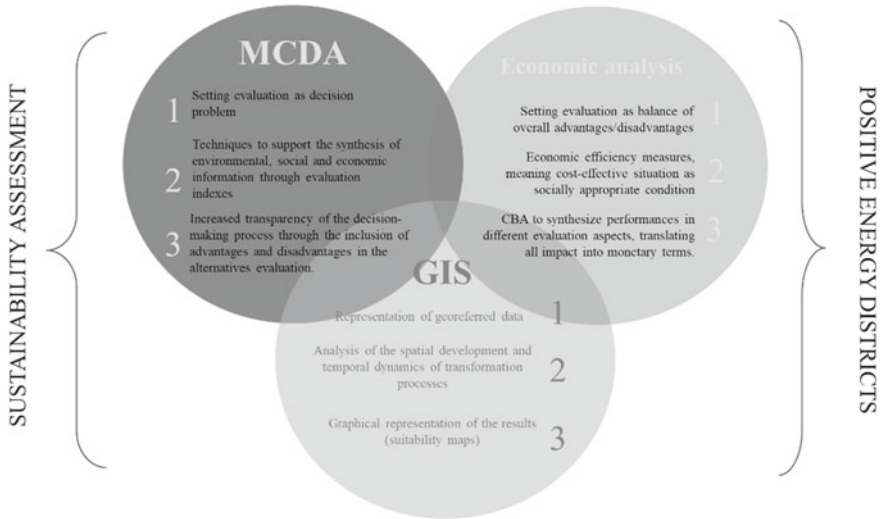 SUSTAINABILITY ASSESSMENT
MCDA
1
Setting evaluation as decision
problem
2
Techniques to support the synthesis of
environmental, social and economic
information through evaluation
indexes
3
Increased transparency of the decision-
making process through the inclusion of
advantages and disadvantages in the
alternatives evaluation.
Economic analysis
Setting evaluation as balance of
overall advantages/disadvantages
1
Economic efficiency measures,
meaning cost-effective situation as
socially appropriate condition
2
CBA to synthesize performances in
different evaluation aspects, translating
all impact into monetary terms.
3
GIS
Representation of georeferred data
1
Analysis of the spatial development and
temporal dynamics of transformation
processes
2
Graphical representation of the results
(suitability maps)
3
POSITIVE ENERGY DISTRICTS